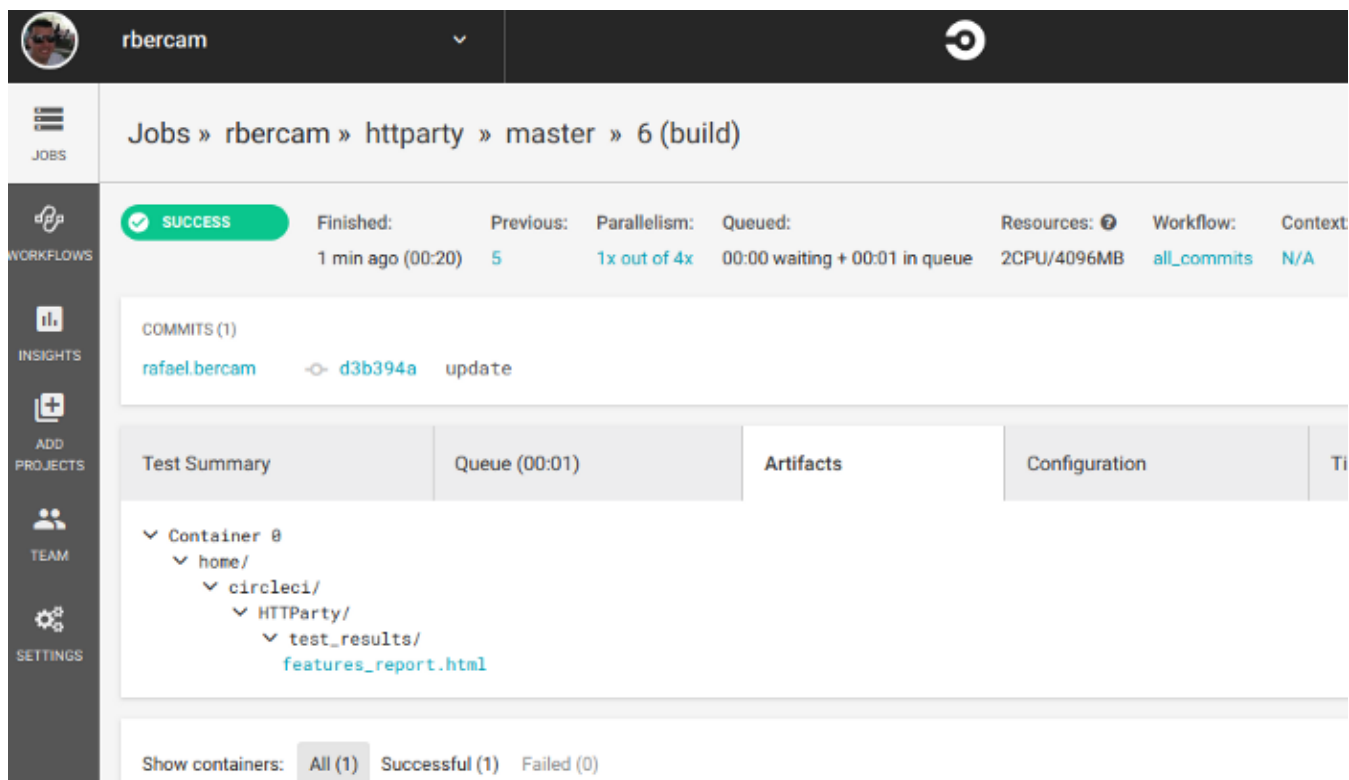 rbercam
JOBS
Jobs » rbercam » httparty » master » 6 (build)
WORKFLOWS
SUCCESS
Finished: Previous: Parallelism: Queued: Resources: Workflow: Context:
1 min ago (00:20) 5 1x out of 4x 00:00 waiting + 00:01 in queue 2CPU/4096MB all_commits N/A
INSIGHTS
COMMITS (1)
rafael.bercam d3b394a update
ADD
PROJECTS
Test Summary Queue (00:01) Artifacts Configuration Ti
TEAM
Container 0
home/
circleci/
HTTParty/
test_results/
features_report.html
SETTINGS
Show containers: All (1) Successful (1) Failed (0)